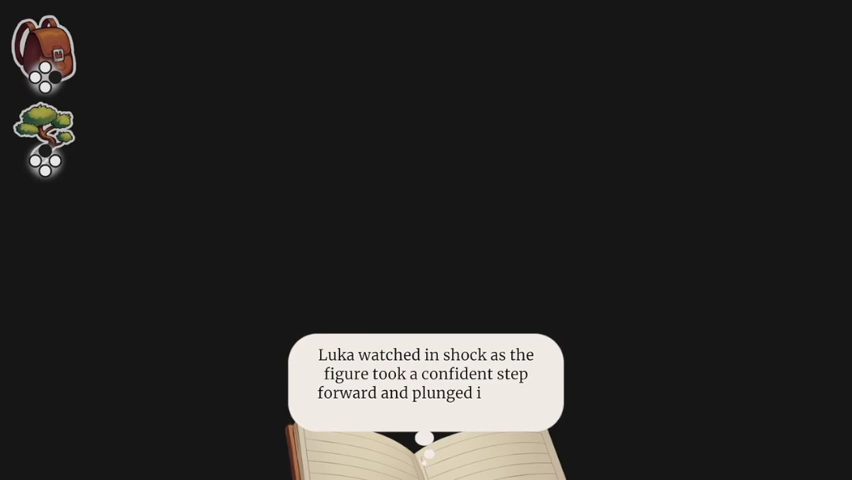 Luka watched in shock as the
figure took a confident step
forward and plunged i